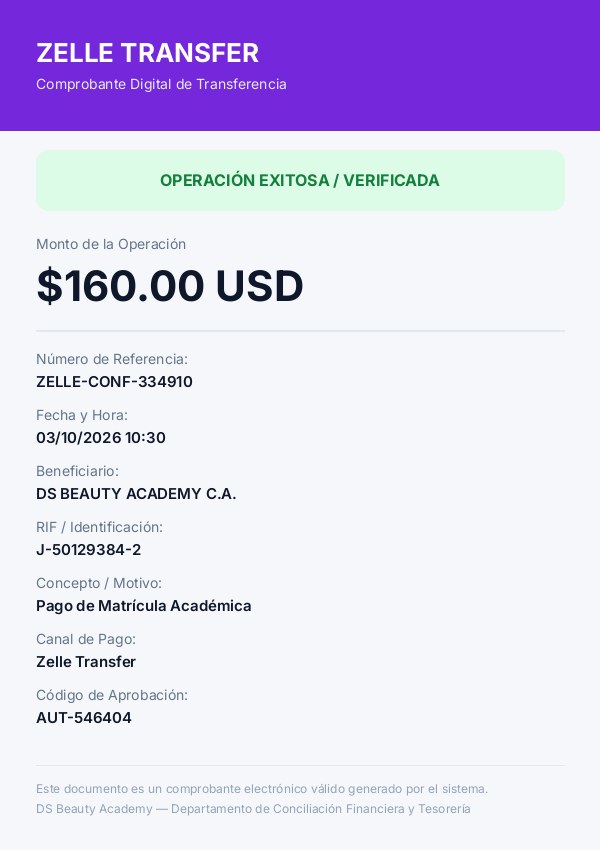 ZELLE TRANSFER
Comprobante Digital de Transferencia
OPERACIÓN EXITOSA / VERIFICADA
Monto de la Operación
$160.00 USD
Número de Referencia:
ZELLE-CONF-334910
Fecha y Hora:
03/10/2026 10:30
Beneficiario:
DS BEAUTY ACADEMY C.A.
RIF / Identificación:
J-50129384-2
Concepto / Motivo:
Pago de Matrícula Académica
Canal de Pago:
Zelle Transfer
Código de Aprobación:
AUT-546404
Este documento es un comprobante electrónico válido generado por el sistema.
DS Beauty Academy — Departamento de Conciliación Financiera y Tesorería